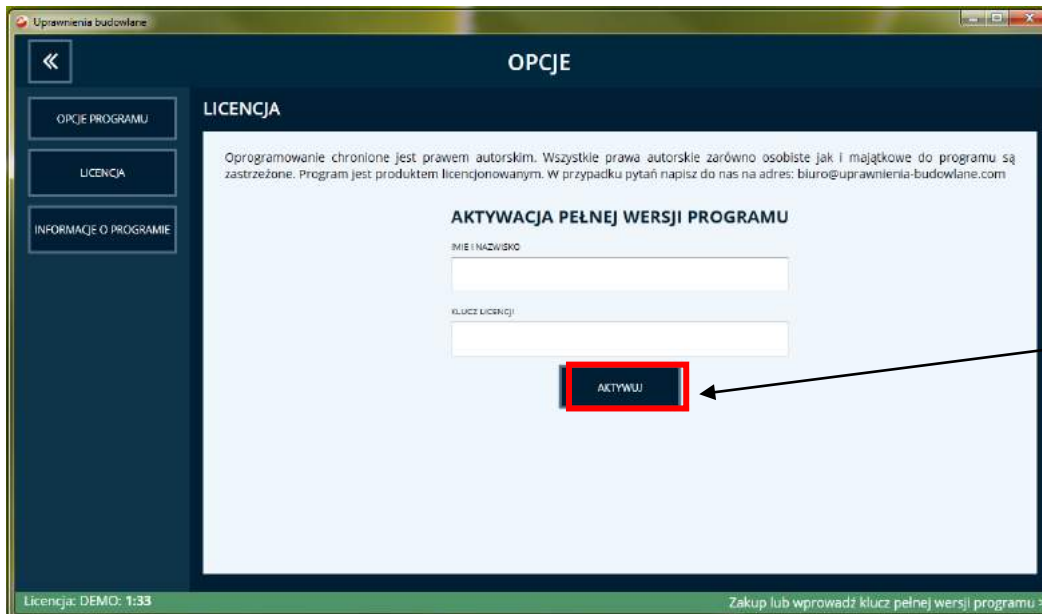 Uprawnienia budowlane
OPCJE
OPCJE PROGRAMU
LICENCJA
INFORMACJE O PROGRAMIE
LICENCJA
Oprogramowanie chronione jest prawem autorskim. Wszystkie prawa autorskie zarówno osobiste jak i majątkowe do programu są
zastrzeżone. Program jest produktem licencjonowanym. W przypadku pytań napisz do nas na adres: biuro@uprawnienia-budowlane.com
AKTYWACJA PEŁNEJ WERSJI PROGRAMU
IMIE I NAZWISKO
KLUCZ LICENCJI
AKTYWUJ
Licencja: DEMO: 1:33
Zakup lub wprowadź klucz pełnej wersji programu >